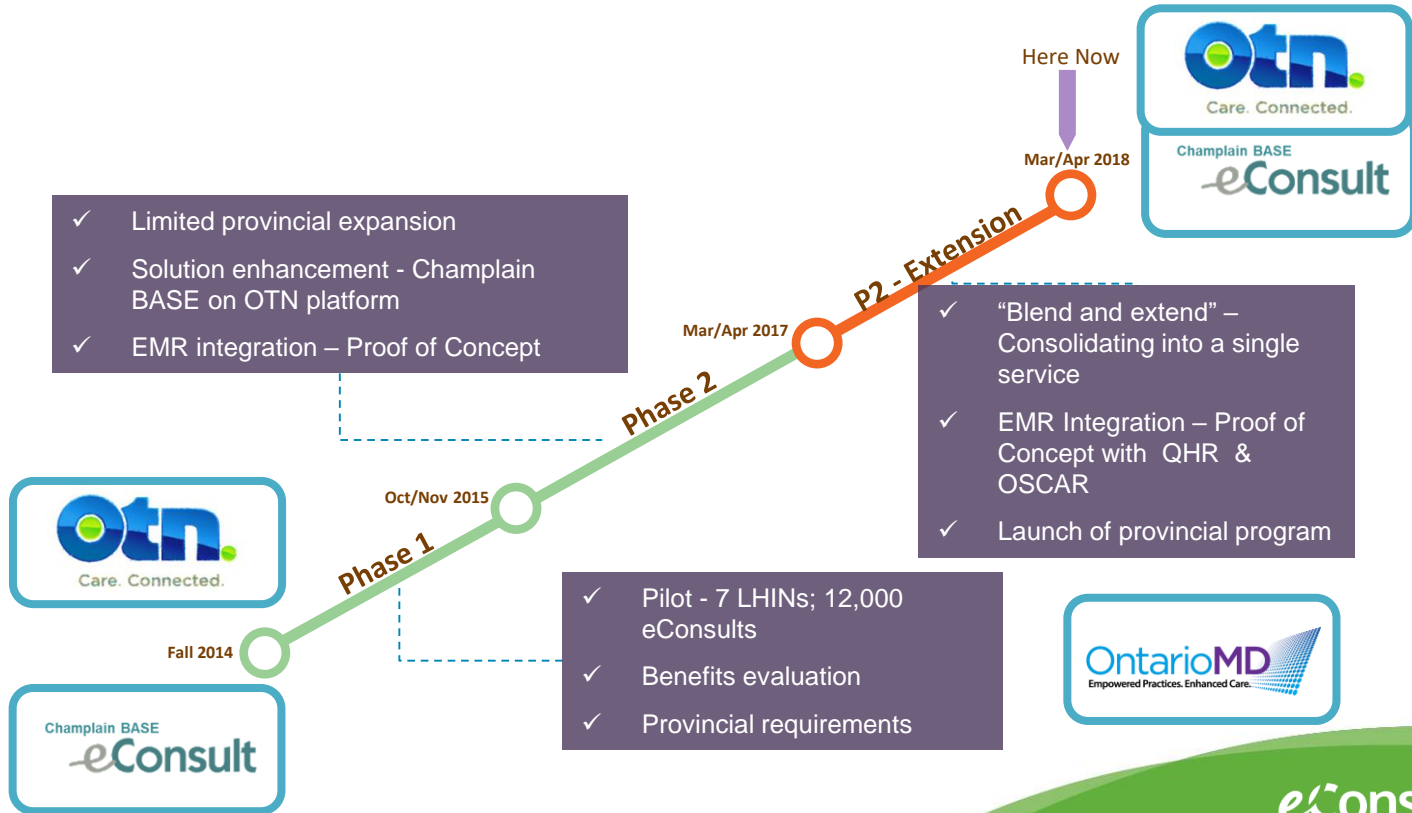 Here Now
Otn.
Care. Connected.
Mar/Apr 2018
Champlain BASE
eConsult
✓ Limited provincial expansion
✓ Solution enhancement - Champlain
BASE on OTN platform
✓ EMR integration – Proof of Concept
P2 - Extension
Mar/Apr 2017
✓ “Blend and extend” –
Consolidating into a single
service
✓ EMR Integration – Proof of
Concept with QHR &
OSCAR
✓ Launch of provincial program
Phase 2
Oct/Nov 2015
Otn.
Care. Connected.
Phase 1
✓ Pilot - 7 LHINs; 12,000
eConsults
✓ Benefits evaluation
✓ Provincial requirements
Fall 2014
OntarioMD
Empowered Practices. Enhanced Care.
Champlain BASE
eConsult
eCons